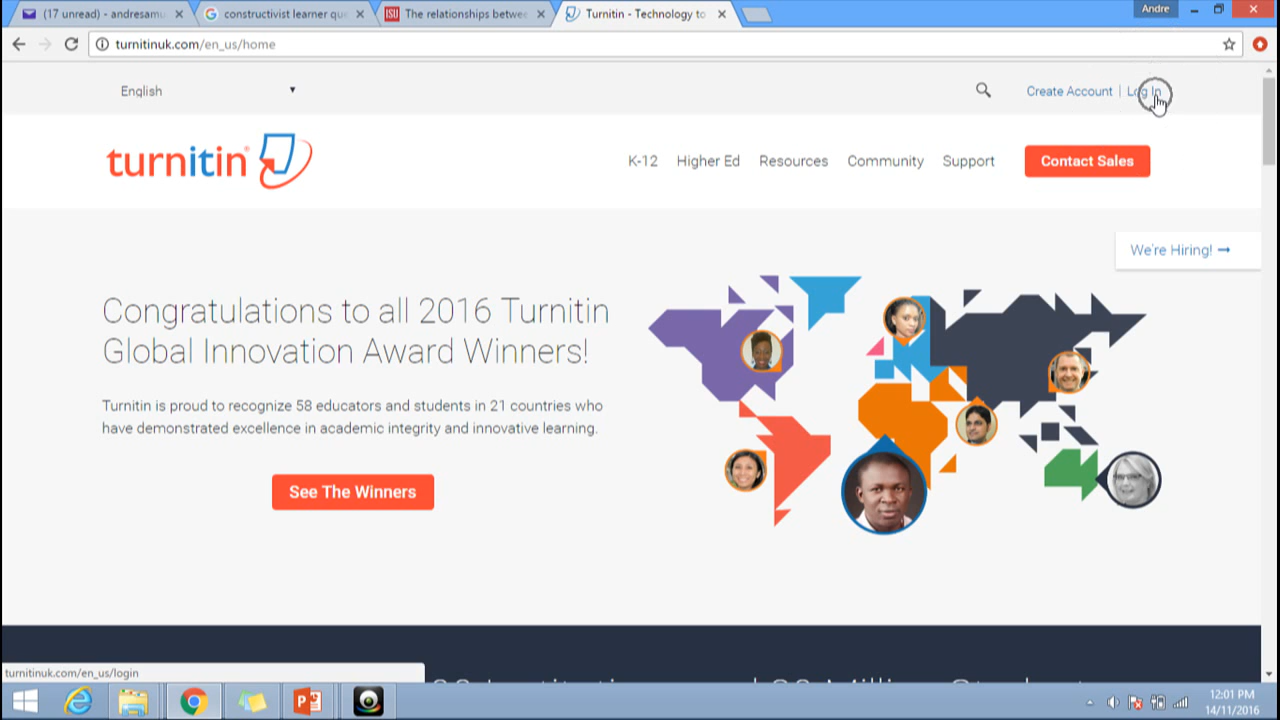 (17 unread) - andresamu
constructivist learner que
ISU The relationships betwee
Turnitin - Technology to
Andre
turnitinuk.com/en_us/home
English
Create Account | Log In
turnitin
K-12 Higher Ed Resources Community Support Contact Sales
We're Hiring!
Congratulations to all 2016 Turnitin
Global Innovation Award Winners!
Turnitin is proud to recognize 58 educators and students in 21 countries who
have demonstrated excellence in academic integrity and innovative learning.
See The Winners
turnitinuk.com/en_us/login
12:01 PM
14/11/2016